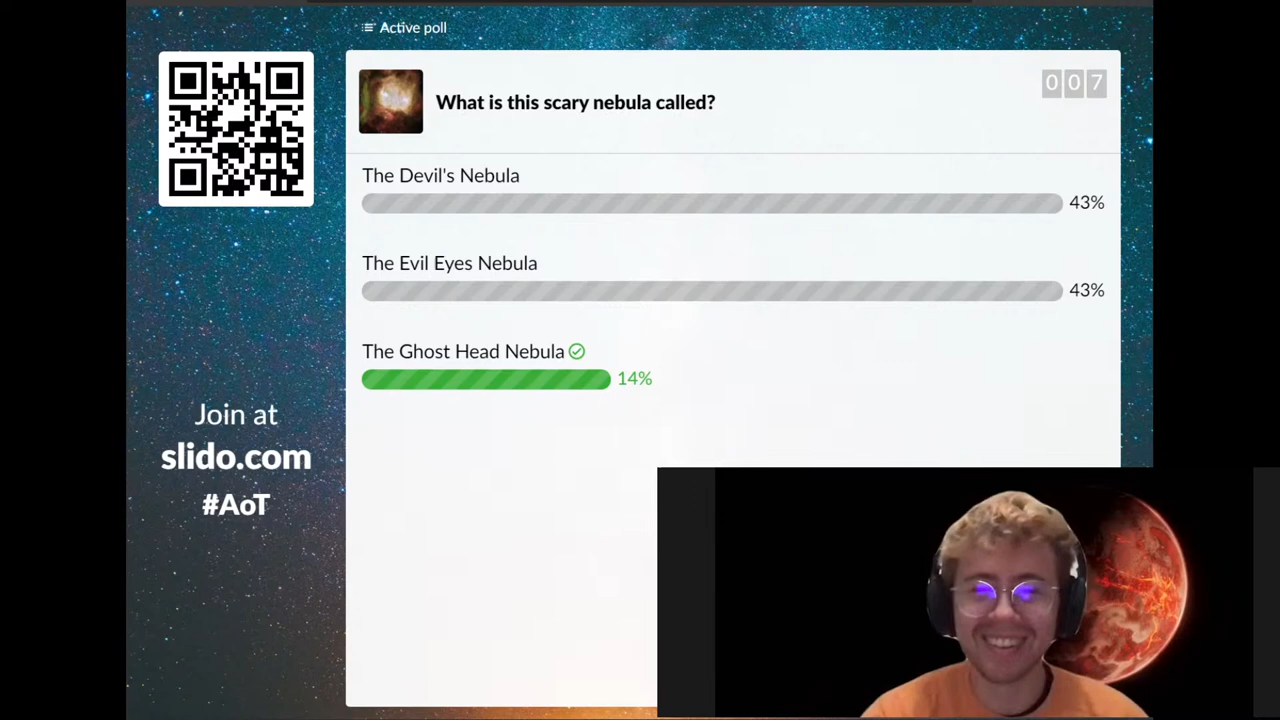 Active poll
What is this scary nebula called?
007
The Devil's Nebula
43%
The Evil Eyes Nebula
43%
The Ghost Head Nebula
14%
Join at
slido.com
#AoT